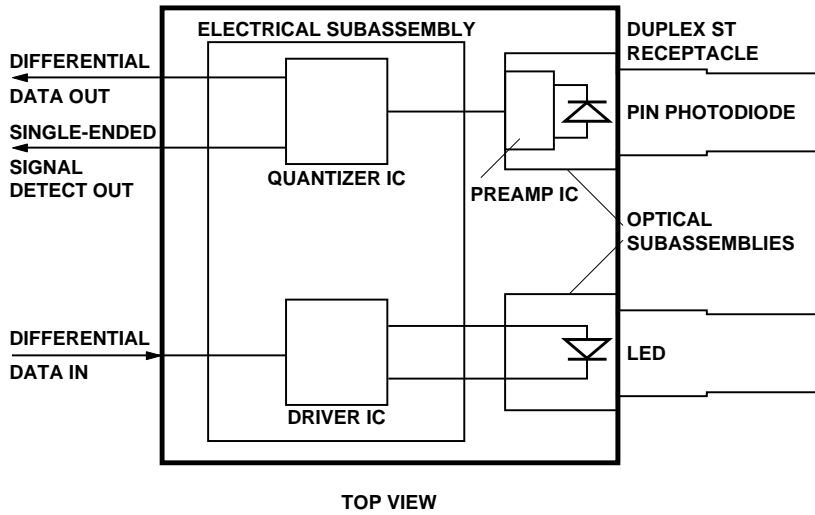 ELECTRICAL SUBASSEMBLY
DUPLEX ST
RECEPTACLE
DIFFERENTIAL
DATA OUT
SINGLE-ENDED
SIGNAL
DETECT OUT
QUANTIZER IC
PREAMP IC
PIN PHOTODIODE
OPTICAL
SUBASSEMBLIES
DIFFERENTIAL
DATA IN
DRIVER IC
LED
TOP VIEW